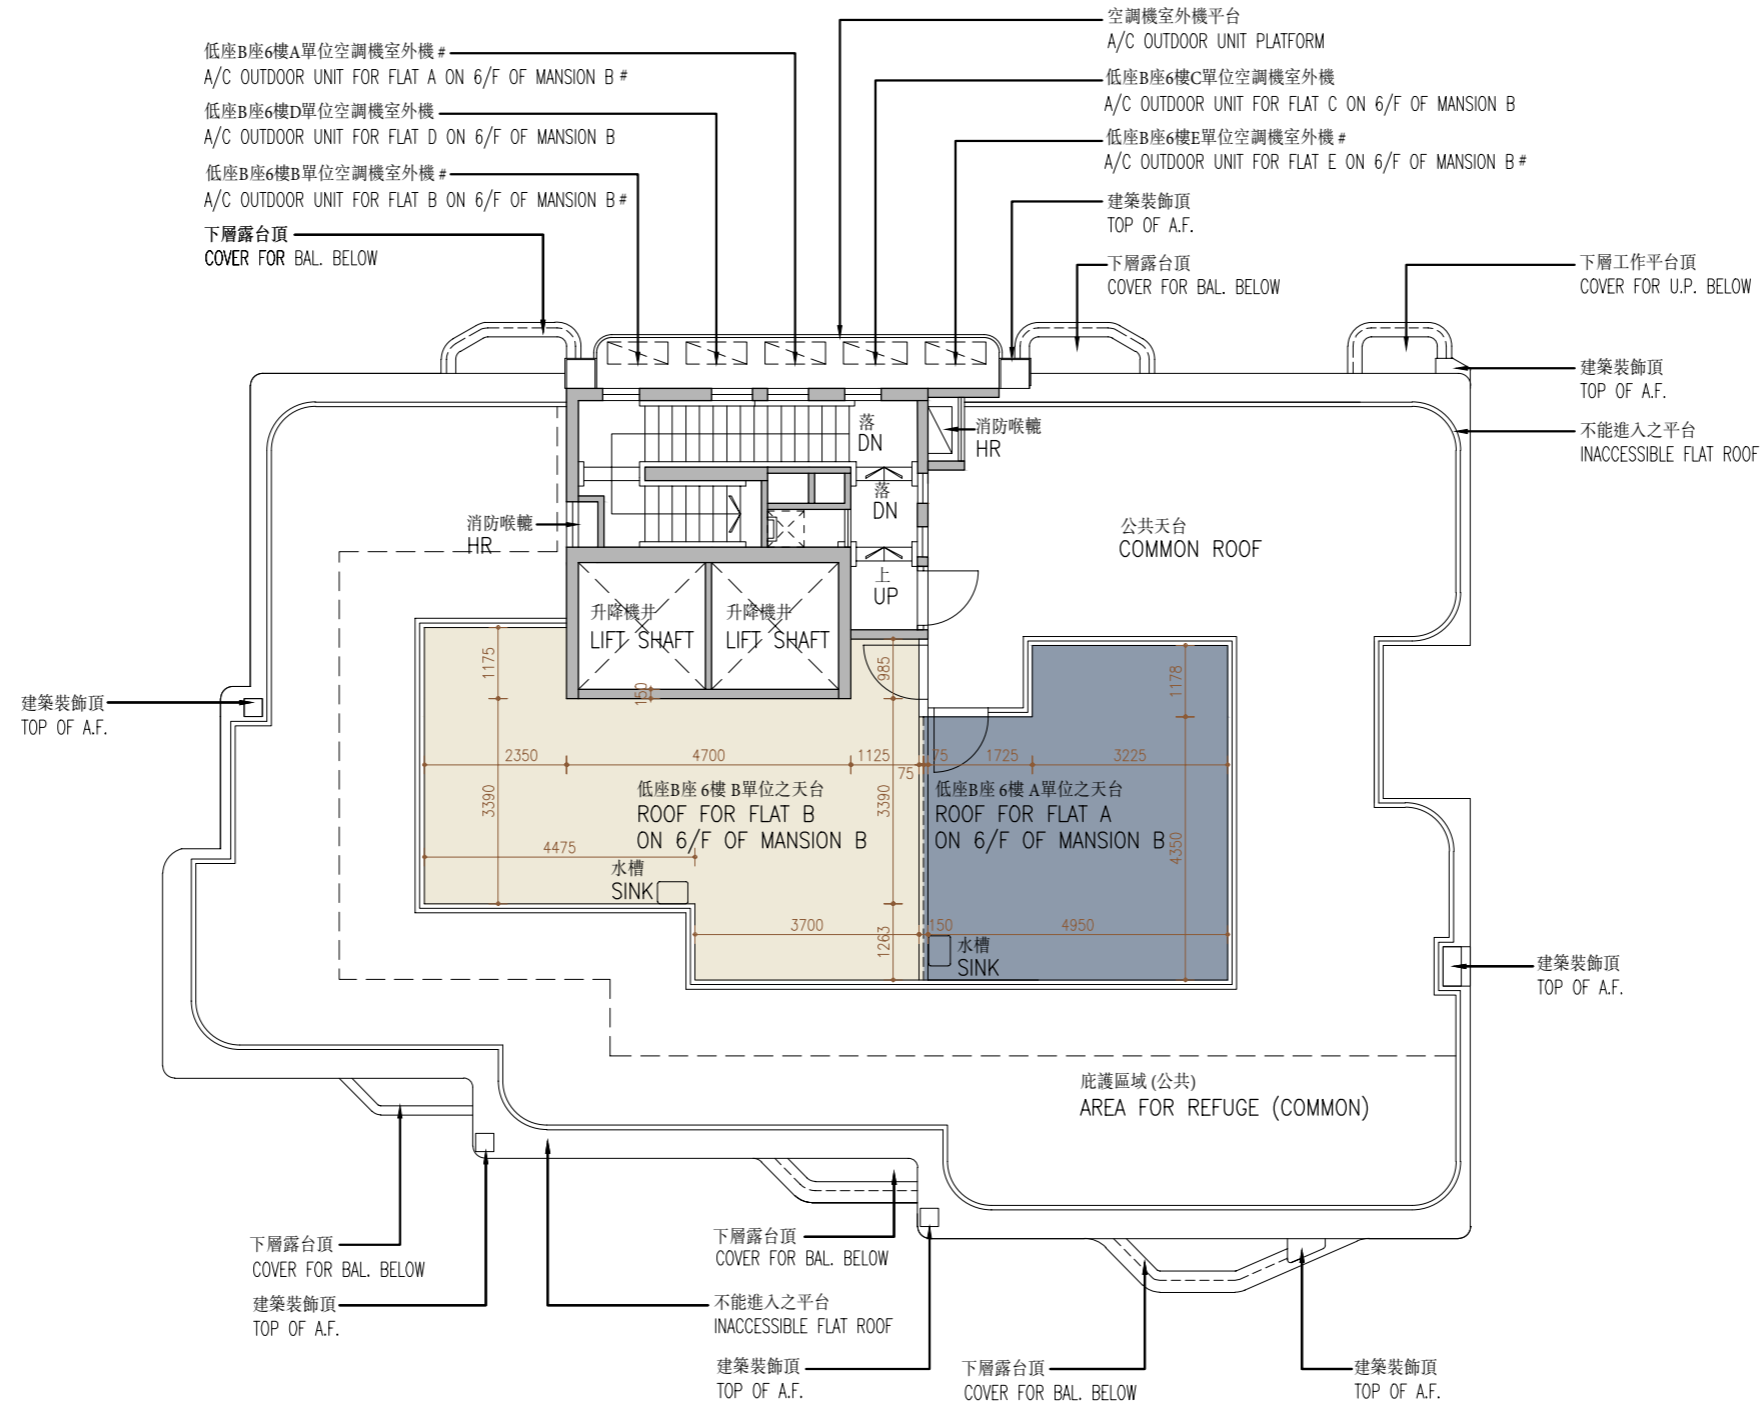 空調機室外機平台
A/C OUTDOOR UNIT PLATFORM
低座B座6樓A單位空調機室外機 #
A/C OUTDOOR UNIT FOR FLAT A ON 6/F OF MANSION B #
低座B座6樓C單位空調機室外機
A/C OUTDOOR UNIT FOR FLAT C ON 6/F OF MANSION B
低座B座6樓D單位空調機室外機
A/C OUTDOOR UNIT FOR FLAT D ON 6/F OF MANSION B
低座B座6樓E單位空調機室外機 #
A/C OUTDOOR UNIT FOR FLAT E ON 6/F OF MANSION B #
低座B座6樓B單位空調機室外機 #
A/C OUTDOOR UNIT FOR FLAT B ON 6/F OF MANSION B #
建築裝飾頂
TOP OF A.F.
下層露台頂
COVER FOR BAL. BELOW
下層露台頂
COVER FOR BAL. BELOW
下層工作平台頂
COVER FOR U.P. BELOW
建築裝飾頂
TOP OF A.F.
不能進入之平台
INACCESSIBLE FLAT ROOF
落
DN
消防喉轆
HR
落
DN
消防喉轆
HR
公共天台
COMMON ROOF
上
UP
升降機井
LIFT SHAFT
升降機井
LIFT SHAFT
1175
150
985
1178
建築裝飾頂
TOP OF A.F.
2350
4700
1125
75
75
1725
3225
3390
低座B座 6樓 B單位之天台
ROOF FOR FLAT B
ON 6/F OF MANSION B
3390
低座B座 6樓 A單位之天台
ROOF FOR FLAT A
ON 6/F OF MANSION B
4350
4475
水槽
SINK
3700
1263
150
4950
水槽
SINK
建築裝飾頂
TOP OF A.F.
庇護區域 (公共)
AREA FOR REFUGE (COMMON)
下層露台頂
COVER FOR BAL. BELOW
下層露台頂
COVER FOR BAL. BELOW
建築裝飾頂
TOP OF A.F.
不能進入之平台
INACCESSIBLE FLAT ROOF
建築裝飾頂
TOP OF A.F.
下層露台頂
COVER FOR BAL. BELOW
建築裝飾頂
TOP OF A.F.